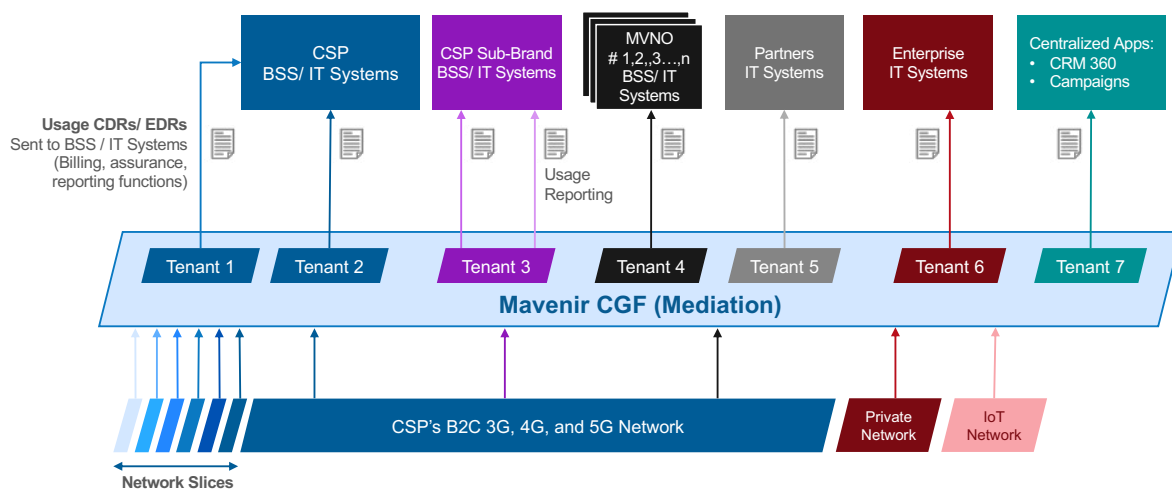 CSP
BSS/ IT Systems
CSP Sub-Brand
BSS/ IT Systems
MVNO
# 1,2,,3…,n
BSS/ IT
Systems
Partners
IT Systems
Enterprise
IT Systems
Centralized Apps:
• CRM 360
• Campaigns
Usage CDRs/ EDRs
Sent to BSS / IT Systems
(Billing, assurance,
reporting functions)
Usage
Reporting
Tenant 1
Tenant 2
Tenant 3
Tenant 4
Tenant 5
Tenant 6
Tenant 7
Mavenir CGF (Mediation)
CSP's B2C 3G, 4G, and 5G Network
Private
Network
IoT
Network
Network Slices